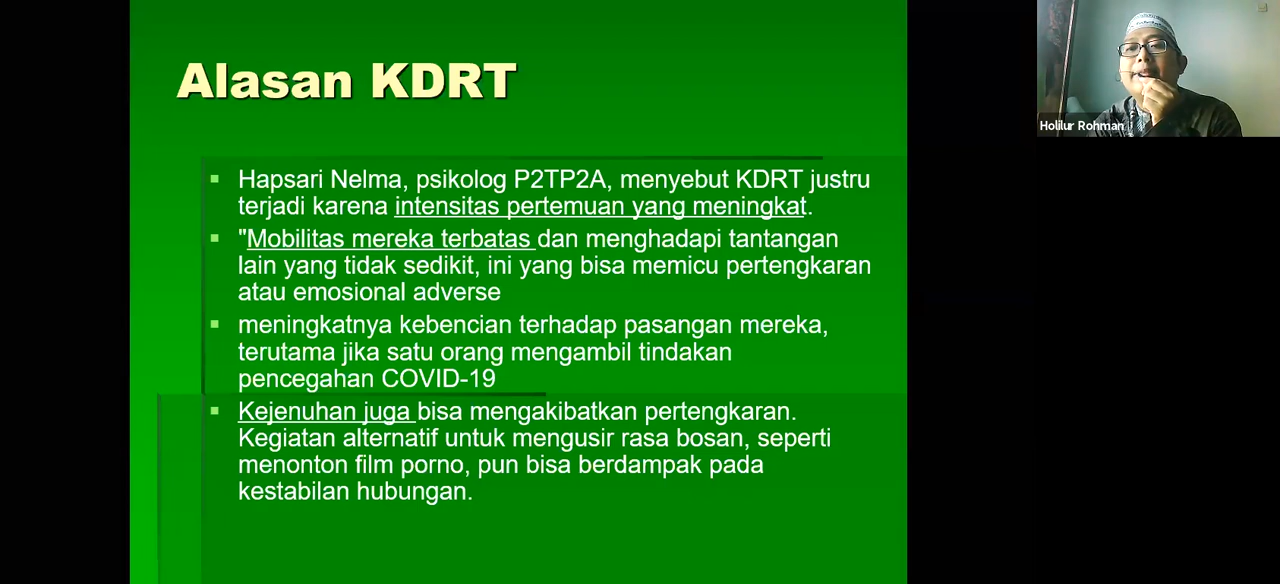 Alasan KDRT
Hapsari Nelma, psikolog P2TP2A, menyebut KDRT justru
terjadi karena intensitas pertemuan yang meningkat.
"Mobilitas mereka terbatas dan menghadapi tantangan
lain yang tidak sedikit, ini yang bisa memicu pertengkaran
atau emosional adverse
meningkatnya kebencian terhadap pasangan mereka,
terutama jika satu orang mengambil tindakan
pencegahan COVID-19
Kejenuhan juga bisa mengakibatkan pertengkaran.
Kegiatan alternatif untuk mengusir rasa bosan, seperti
menonton film porno, pun bisa berdampak pada
kestabilan hubungan.
Holilur Rohman